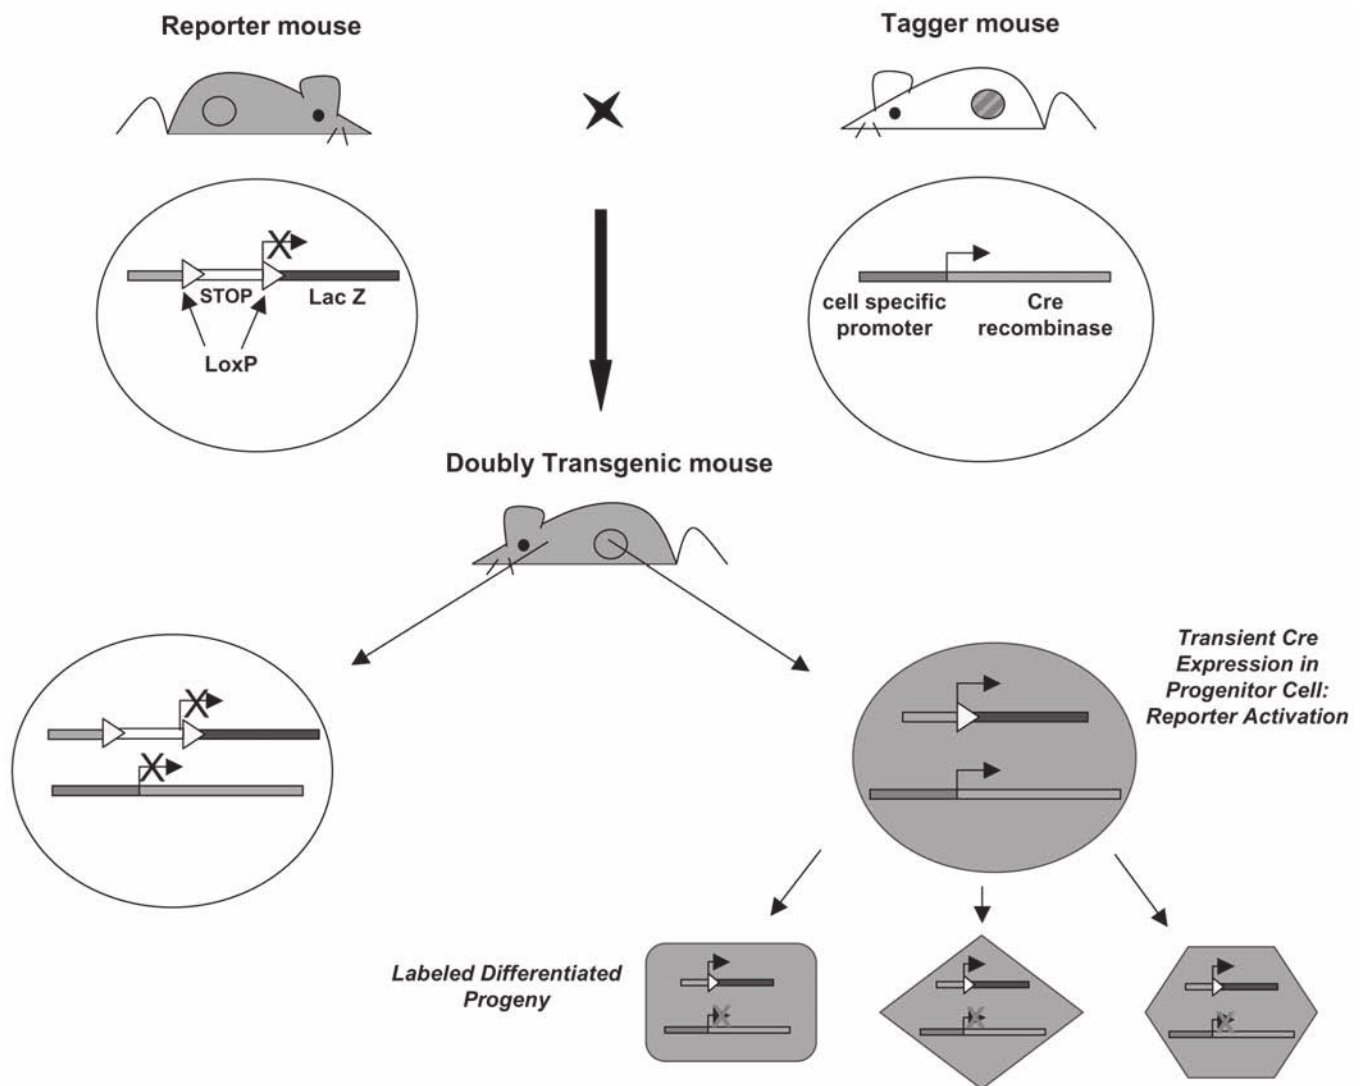 Reporter mouse
Tagger mouse
STOP
Lac Z
LoxP
cell specific
promoter
Cre
recombinase
Doubly Transgenic mouse
Transient Cre
Expression in
Progenitor Cell:
Reporter Activation
Labeled Differentiated
Progeny